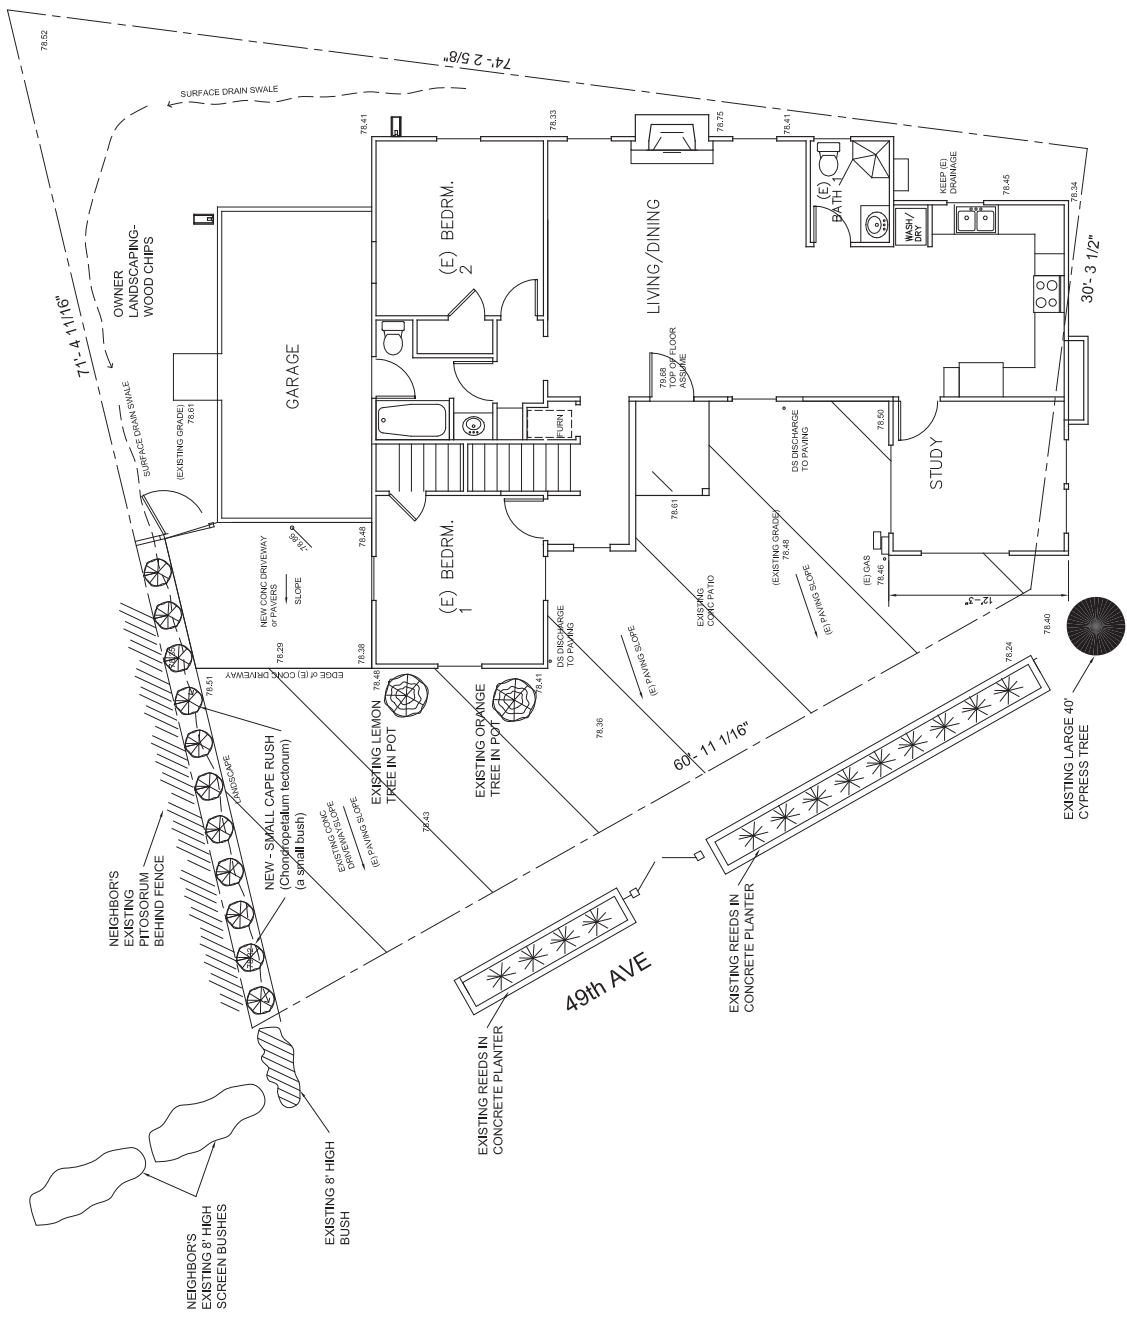 78.52
74'- 2 5/8"
SURFACE DRAIN SWALE
78.41
78.33
78.75
78.41
KEEP (E)
DRAINAGE
78.45
78.34
30'- 3 1/2"
71'- 4 11/16"
OWNER
LANDSCAPING-
WOOD CHIPS
(E) BEDRM.
2
LIVING/DINING
(E)
BATH 1
WASH/
DRY
GARAGE
79.68
TOP OF FLOOR
ASSUME
SURFACE DRAIN SWALE
(EXISTING GRADE)
78.61
FURN
DS DISCHARGE
TO PAVING
78.50
STUDY
78.61
(EXISTING GRADE)
78.48
(E) GAS
78.46
12'-3"
78.48
78.86
NEW CONC DRIVEWAY
or PAVERS
SLOPE
(E) BEDRM.
1
EXISTING
CONC PATIO
(E) PAVING SLOPE
DS DISCHARGE
TO PAVING
(E) PAVING SLOPE
78.40
78.24
78.29
78.38
EDGE of (E) CONC DRIVEWAY
78.51
78.48
78.41
EXISTING LEMON
TREE IN POT
EXISTING ORANGE
TREE IN POT
78.36
60'- 11 1/16"
EXISTING LARGE 40'
CYPRESS TREE
LANDSCAPE
NEW - SMALL CAPE RUSH
(Chondropetalum tectorum)
(a small bush)
EXISTING CONC
DRIVEWAYSLOPE
(E) PAVING SLOPE
78.43
NEIGHBOR'S
EXISTING
PITOSORUM
BEHIND FENCE
49th AVE
EXISTING REEDS IN
CONCRETE PLANTER
EXISTING REEDS IN
CONCRETE PLANTER
EXISTING 8' HIGH
BUSH
NEIGHBOR'S
EXISTING 8' HIGH
SCREEN BUSHES